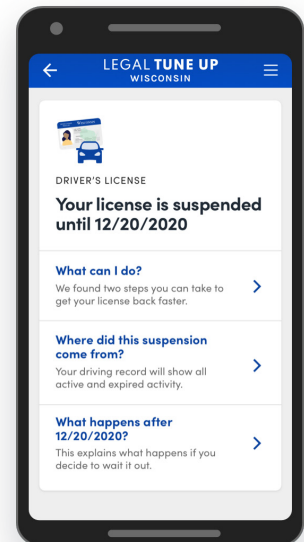 LEGAL TUNE UP
WISCONSIN
DRIVER'S LICENSE
Your license is suspended
until 12/20/2020
What can I do?
We found two steps you can take to
get your license back faster.
Where did this suspension
come from?
Your driving record will show all
active and expired activity.
What happens after
12/20/2020?
This explains what happens if you
decide to wait it out.